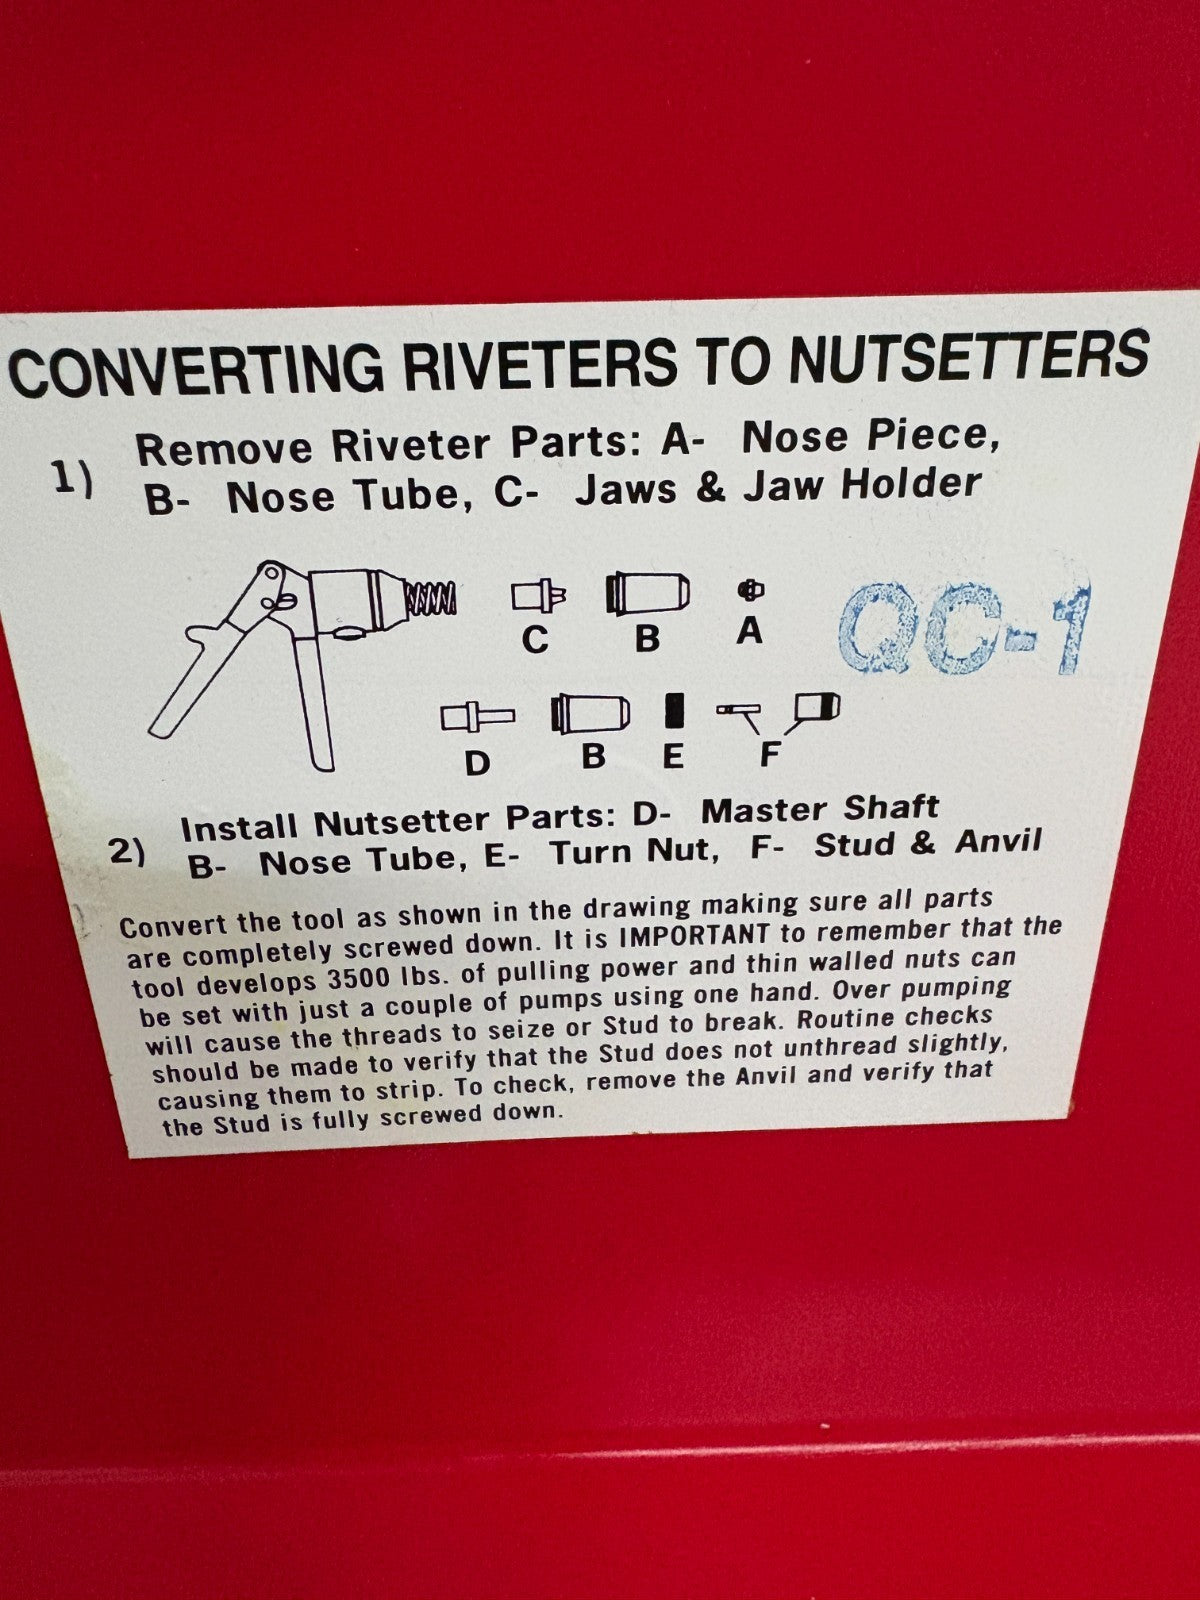 CONVERTING RIVETERS TO NUTSETTERS
1) Remove Riveter Parts: A- Nose Piece,
B- Nose Tube, C- Jaws & Jaw Holder
C B A
QC-1
D B E F
2) Install Nutsetter Parts: D- Master Shaft
B- Nose Tube, E- Turn Nut, F- Stud & Anvil
Convert the tool as shown in the drawing making sure all parts
are completely screwed down. It is IMPORTANT to remember that the
tool develops 3500 lbs. of pulling power and thin walled nuts can
be set with just a couple of pumps using one hand. Over pumping
will cause the threads to seize or Stud to break. Routine checks
should be made to verify that the Stud does not unthread slightly,
causing them to strip. To check, remove the Anvil and verify that
the Stud is fully screwed down.